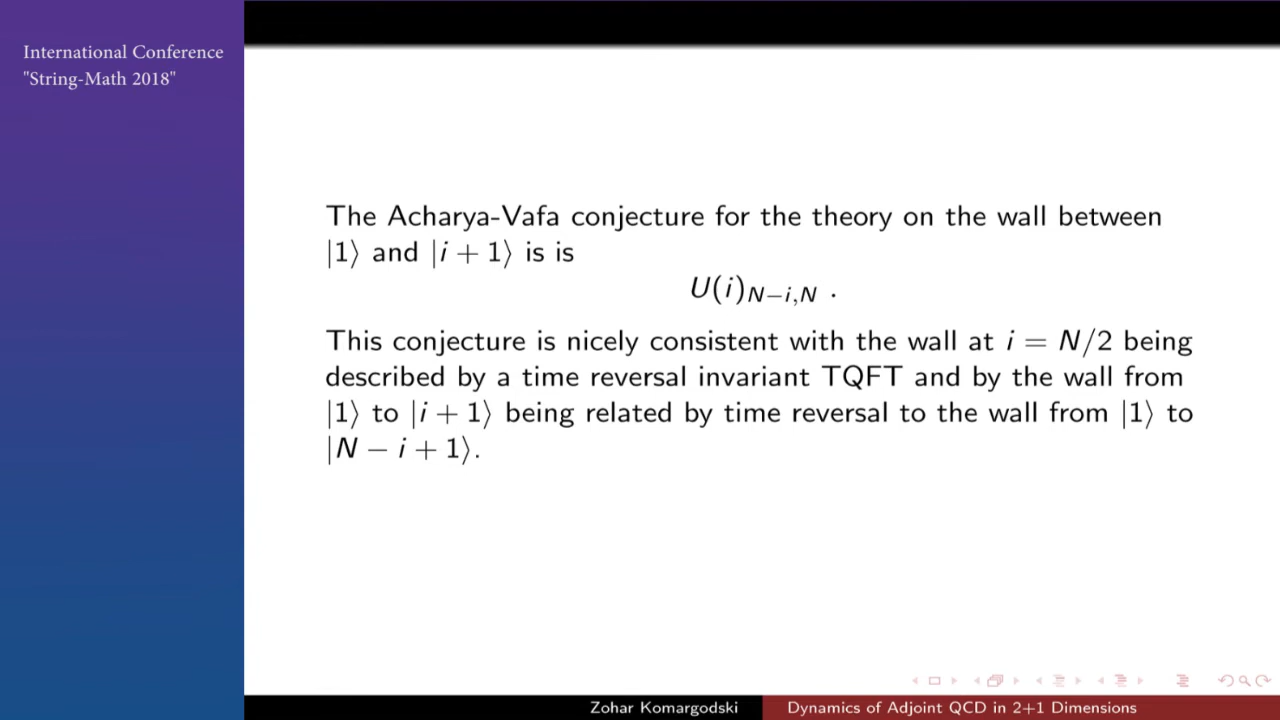 International Conference
"String-Math 2018"
The Acharya-Vafa conjecture for the theory on the wall between
|1⟩ and |i + 1⟩ is is
U(i)_{N−i,N} .
This conjecture is nicely consistent with the wall at i = N/2 being
described by a time reversal invariant TQFT and by the wall from
|1⟩ to |i + 1⟩ being related by time reversal to the wall from |1⟩ to
|N − i + 1⟩.
Zohar Komargodski
Dynamics of Adjoint QCD in 2+1 Dimensions